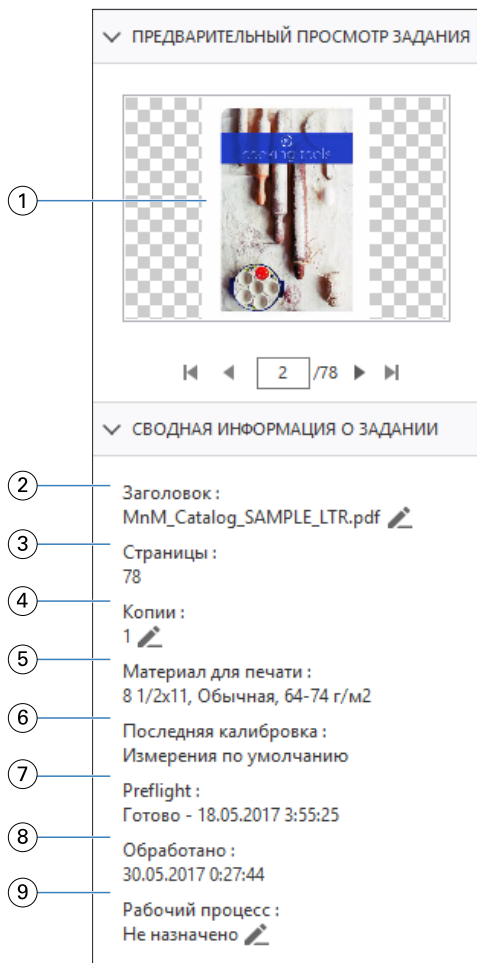 ПРЕДВАРИТЕЛЬНЫЙ ПРОСМОТР ЗАДАНИЯ
cooking tools
1
2 /78
СВОДНАЯ ИНФОРМАЦИЯ О ЗАДАНИИ
2
Заголовок :
MnM_Catalog_SAMPLE_LTR.pdf
3
Страницы :
78
4
Копии :
1
5
Материал для печати :
8 1/2x11, Обычная, 64-74 г/м2
6
Последняя калибровка :
Измерения по умолчанию
7
Preflight :
Готово - 18.05.2017 3:55:25
8
Обработано :
30.05.2017 0:27:44
9
Рабочий процесс :
Не назначено